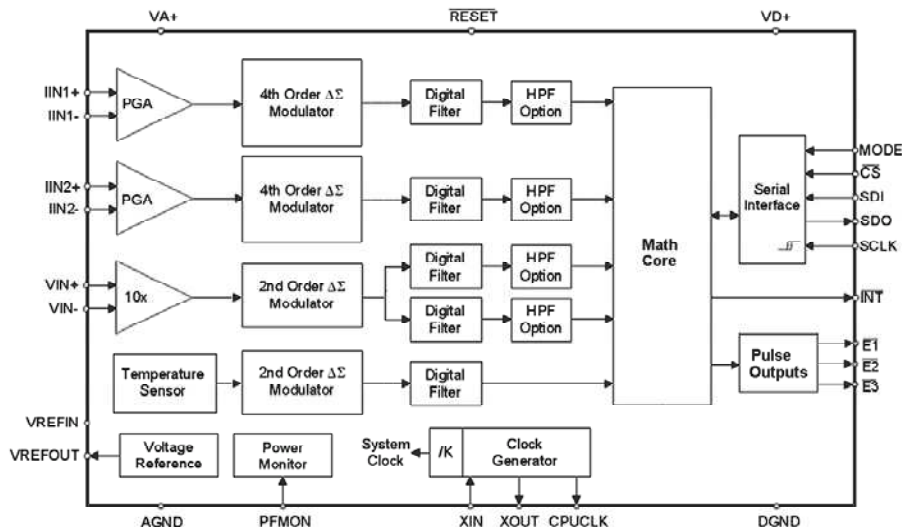 VA+
RESET
VD+
IIN1+
IIN1-
PGA
4th Order ΔΣ
Modulator
Digital
Filter
HPF
Option
IIN2+
IIN2-
PGA
4th Order ΔΣ
Modulator
Digital
Filter
HPF
Option
VIN+
VIN-
10x
2nd Order ΔΣ
Modulator
Digital
Filter
HPF
Option
Digital
Filter
HPF
Option
Temperature
Sensor
2nd Order ΔΣ
Modulator
Digital
Filter
Math
Core
Serial
Interface
MODE
CS
SDI
SDO
SCLK
INT
Pulse
Outputs
E1
E2
E3
VREFIN
VREFOUT
Voltage
Reference
Power
Monitor
System
Clock
/K
Clock
Generator
AGND
PFMON
XIN
XOUT
CPUCLK
DGND